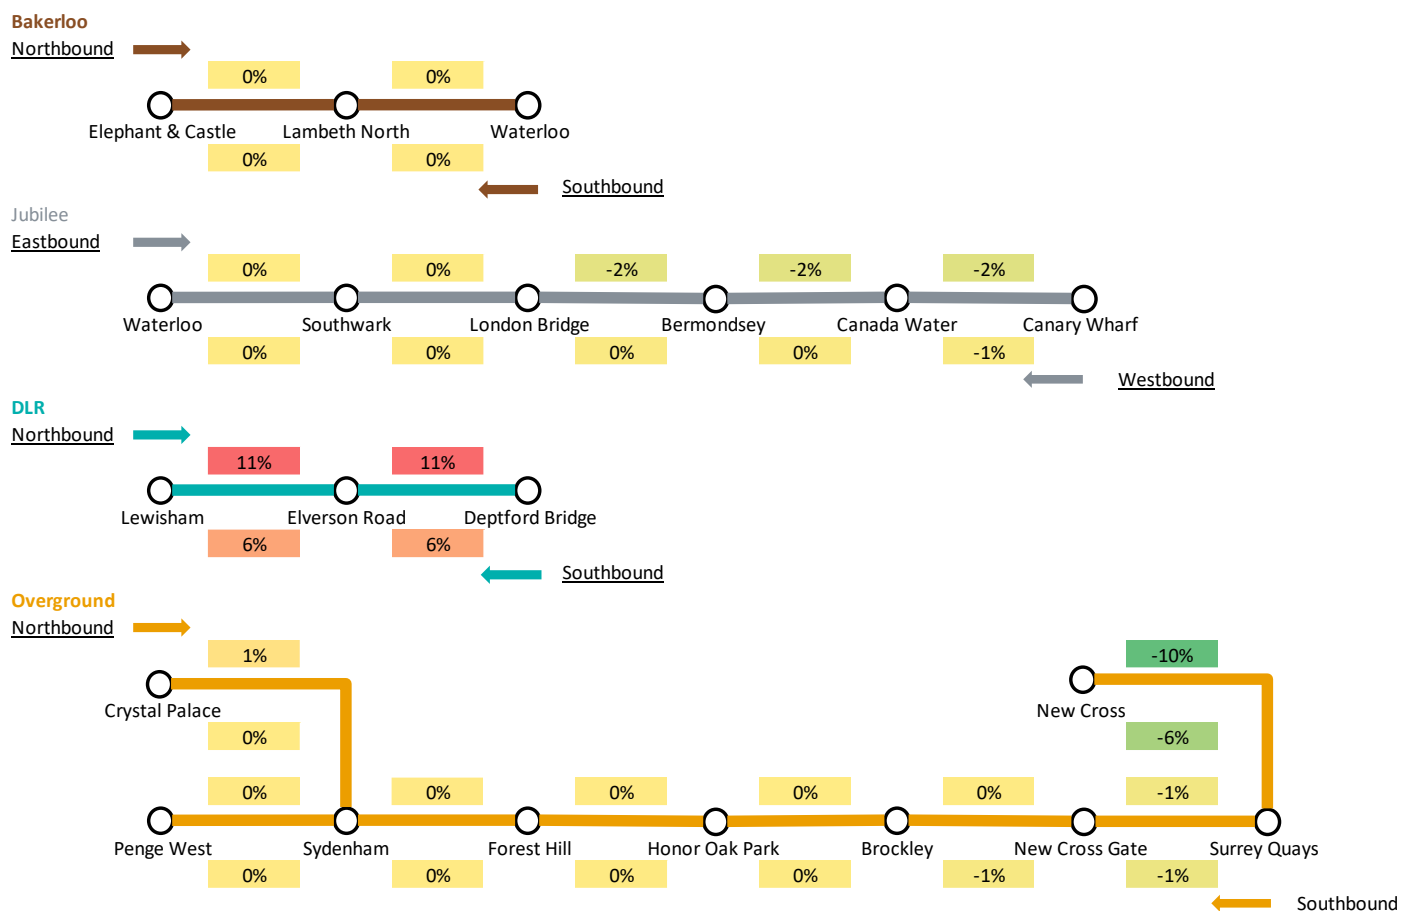 Bakerloo
Northbound
0% 0%
Elephant & Castle Lambeth North Waterloo
0% 0%
Southbound
Jubilee
Eastbound
0% 0% -2% -2% -2%
Waterloo Southwark London Bridge Bermondsey Canada Water Canary Wharf
0% 0% 0% 0% -1%
Westbound
DLR
Northbound
11% 11%
Lewisham Elverson Road Deptford Bridge
6% 6%
Southbound
Overground
Northbound
1% -10%
Crystal Palace New Cross
0% -6%
0% 0% 0% 0% 0% -1%
Penge West Sydenham Forest Hill Honor Oak Park Brockley New Cross Gate Surrey Quays
0% 0% 0% 0% -1% -1%
Southbound